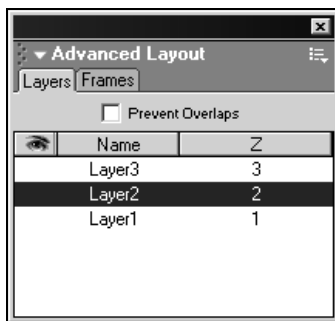 Advanced Layout
Layers Frames
Prevent Overlaps
Name Z
Layer3 3
Layer2 2
Layer1 1